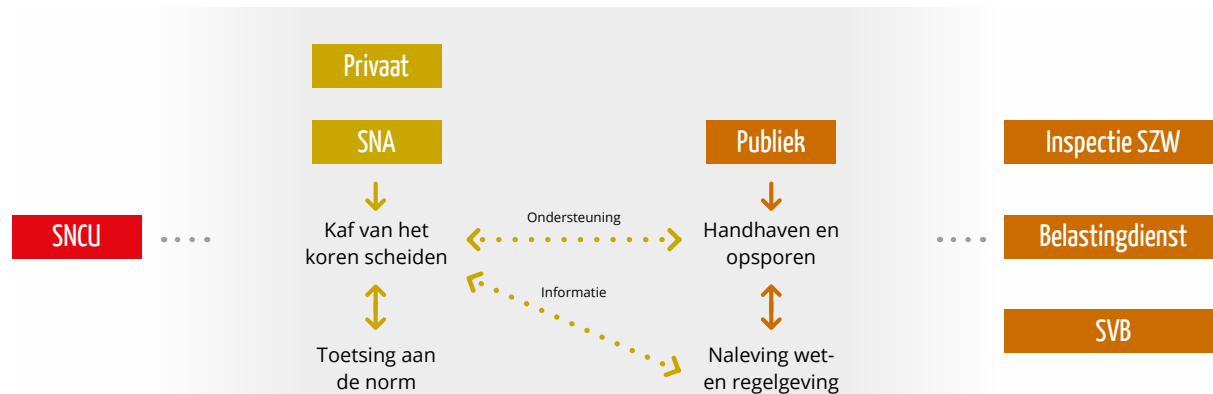 Privaat
SNA
Publiek
Inspectie SZW
SNCU
Kaf van het
koren scheiden
Ondersteuning
Handhaven en
opsporen
Belastingdienst
Informatie
SVB
Toetsing aan
de norm
Naleving wet-
en regelgeving